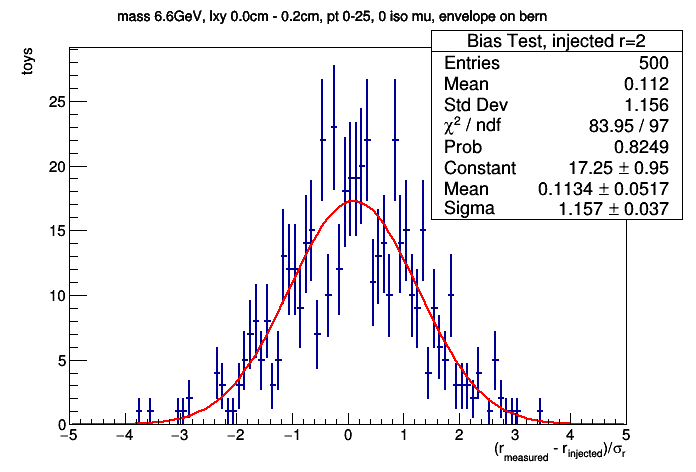 mass 6.6GeV, lxy 0.0cm - 0.2cm, pt 0-25, 0 iso mu, envelope on bern
Bias Test, injected r=2
Entries 500
Mean 0.112
Std Dev 1.156
χ² / ndf 83.95 / 97
Prob 0.8249
Constant 17.25 ± 0.95
Mean 0.1134 ± 0.0517
Sigma 1.157 ± 0.037
toys
25
20
15
10
5
0
−5 −4 −3 −2 −1 0 1 2 3 4 5
(r_measured - r_injected)/σ_r